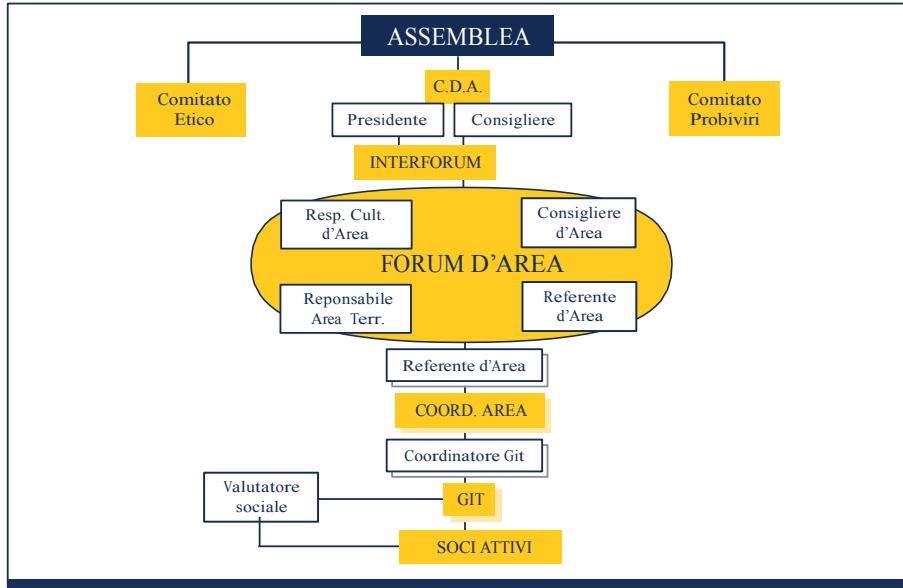 ASSEMBLEA
Comitato
Etico
C.D.A.
Comitato
Probiviri
Presidente
Consigliere
INTERFORUM
Resp. Cult.
d'Area
Consigliere
d'Area
FORUM D'AREA
Reponsabile
Area Terr.
Referente
d'Area
Referente d'Area
COORD. AREA
Coordinatore Git
Valutatore
sociale
GIT
SOCI ATTIVI